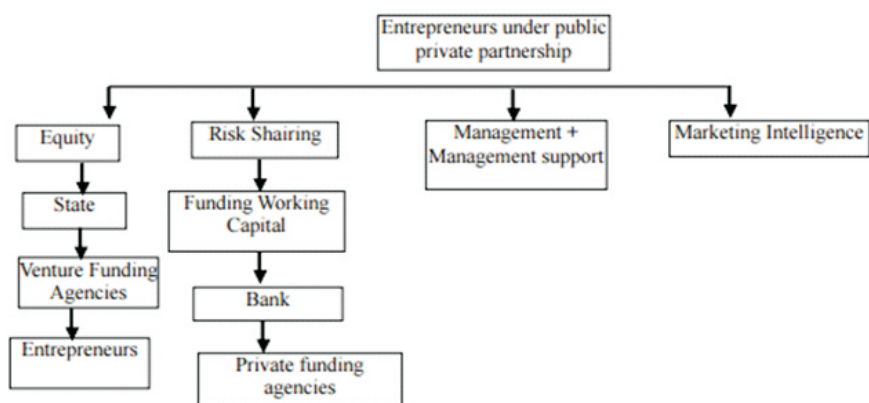 Entrepreneurs under public
private partnership
Equity
Risk Shairing
Management +
Management support
Marketing Intelligence
State
Funding Working
Capital
Venture Funding
Agencies
Bank
Entrepreneurs
Private funding
agencies